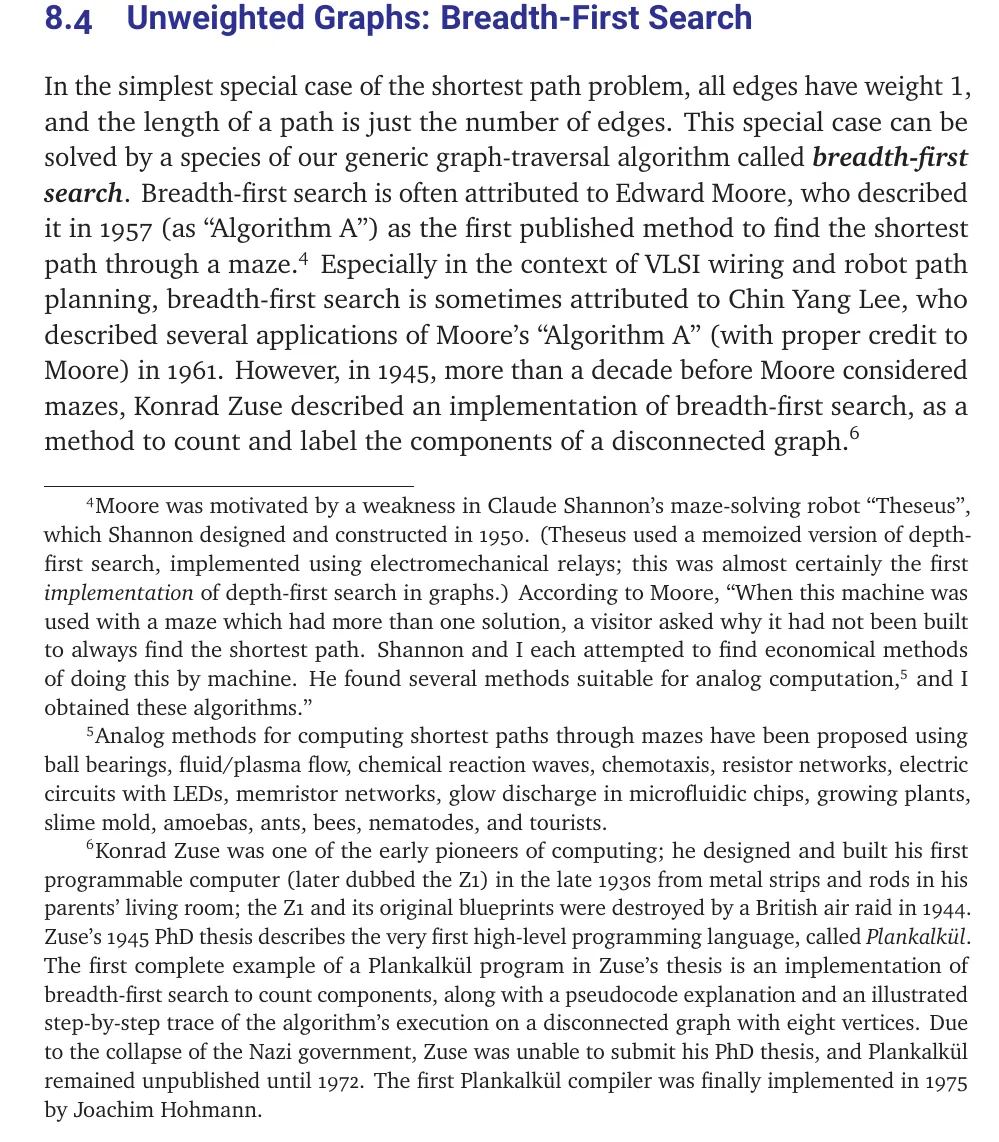 8.4 Unweighted Graphs: Breadth-First Search
In the simplest special case of the shortest path problem, all edges have weight 1,
and the length of a path is just the number of edges. This special case can be
solved by a species of our generic graph-traversal algorithm called breadth-first
search. Breadth-first search is often attributed to Edward Moore, who described
it in 1957 (as “Algorithm A”) as the first published method to find the shortest
path through a maze.⁴ Especially in the context of VLSI wiring and robot path
planning, breadth-first search is sometimes attributed to Chin Yang Lee, who
described several applications of Moore’s “Algorithm A” (with proper credit to
Moore) in 1961. However, in 1945, more than a decade before Moore considered
mazes, Konrad Zuse described an implementation of breadth-first search, as a
method to count and label the components of a disconnected graph.⁶
⁴Moore was motivated by a weakness in Claude Shannon’s maze-solving robot “Theseus”,
which Shannon designed and constructed in 1950. (Theseus used a memoized version of depth-
first search, implemented using electromechanical relays; this was almost certainly the first
implementation of depth-first search in graphs.) According to Moore, “When this machine was
used with a maze which had more than one solution, a visitor asked why it had not been built
to always find the shortest path. Shannon and I each attempted to find economical methods
of doing this by machine. He found several methods suitable for analog computation,⁵ and I
obtained these algorithms.”
⁵Analog methods for computing shortest paths through mazes have been proposed using
ball bearings, fluid/plasma flow, chemical reaction waves, chemotaxis, resistor networks, electric
circuits with LEDs, memristor networks, glow discharge in microfluidic chips, growing plants,
slime mold, amoebas, ants, bees, nematodes, and tourists.
⁶Konrad Zuse was one of the early pioneers of computing; he designed and built his first
programmable computer (later dubbed the Z1) in the late 1930s from metal strips and rods in his
parents’ living room; the Z1 and its original blueprints were destroyed by a British air raid in 1944.
Zuse’s 1945 PhD thesis describes the very first high-level programming language, called Plankalkül.
The first complete example of a Plankalkül program in Zuse’s thesis is an implementation of
breadth-first search to count components, along with a pseudocode explanation and an illustrated
step-by-step trace of the algorithm’s execution on a disconnected graph with eight vertices. Due
to the collapse of the Nazi government, Zuse was unable to submit his PhD thesis, and Plankalkül
remained unpublished until 1972. The first Plankalkül compiler was finally implemented in 1975
by Joachim Hohmann.